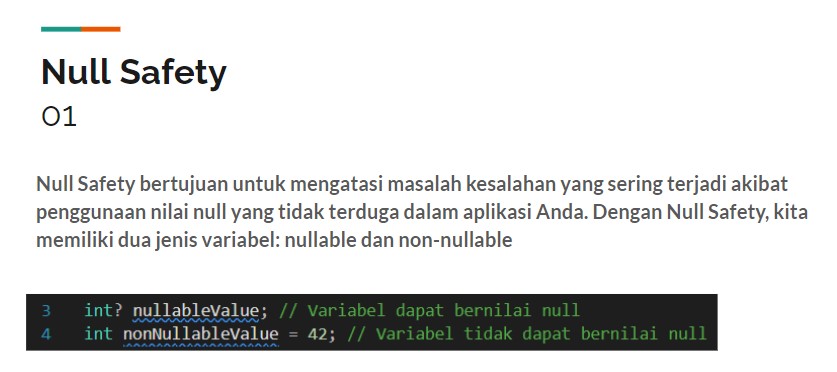 Null Safety
01
Null Safety bertujuan untuk mengatasi masalah kesalahan yang sering terjadi akibat
penggunaan nilai null yang tidak terduga dalam aplikasi Anda. Dengan Null Safety, kita
memiliki dua jenis variabel: nullable dan non-nullable
3 int? nullableValue; // Variabel dapat bernilai null
4 int nonNullableValue = 42; // Variabel tidak dapat bernilai null